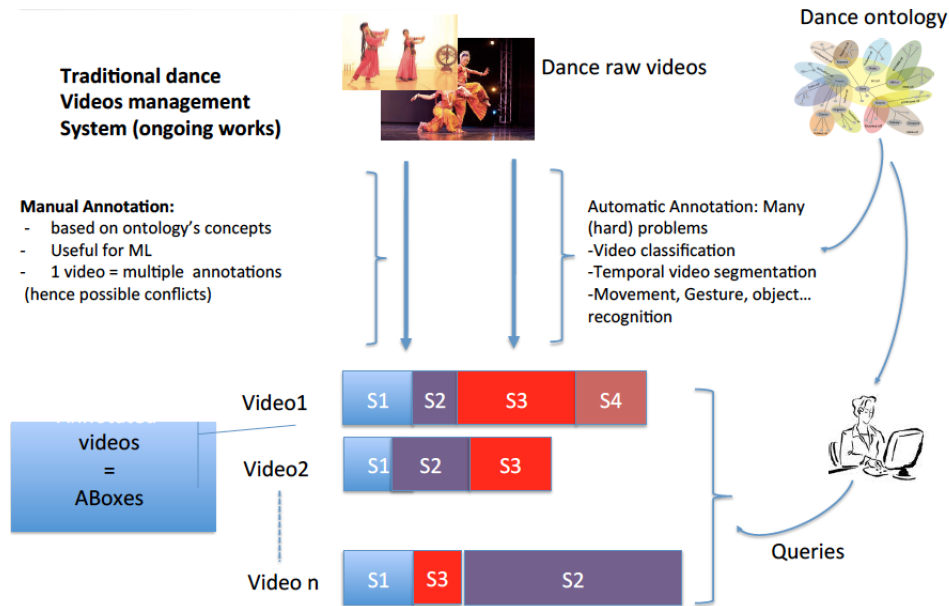 Dance ontology
Traditional dance
Videos management
System (ongoing works)
Dance raw videos
Manual Annotation:
- based on ontology's concepts
- Useful for ML
- 1 video = multiple annotations
(hence possible conflicts)
Automatic Annotation: Many
(hard) problems
-Video classification
-Temporal video segmentation
-Movement, Gesture, object...
recognition
Video1
S1 S2 S3 S4
videos
=
ABoxes
Video2
S1 S2 S3
Queries
Video n
S1 S3 S2